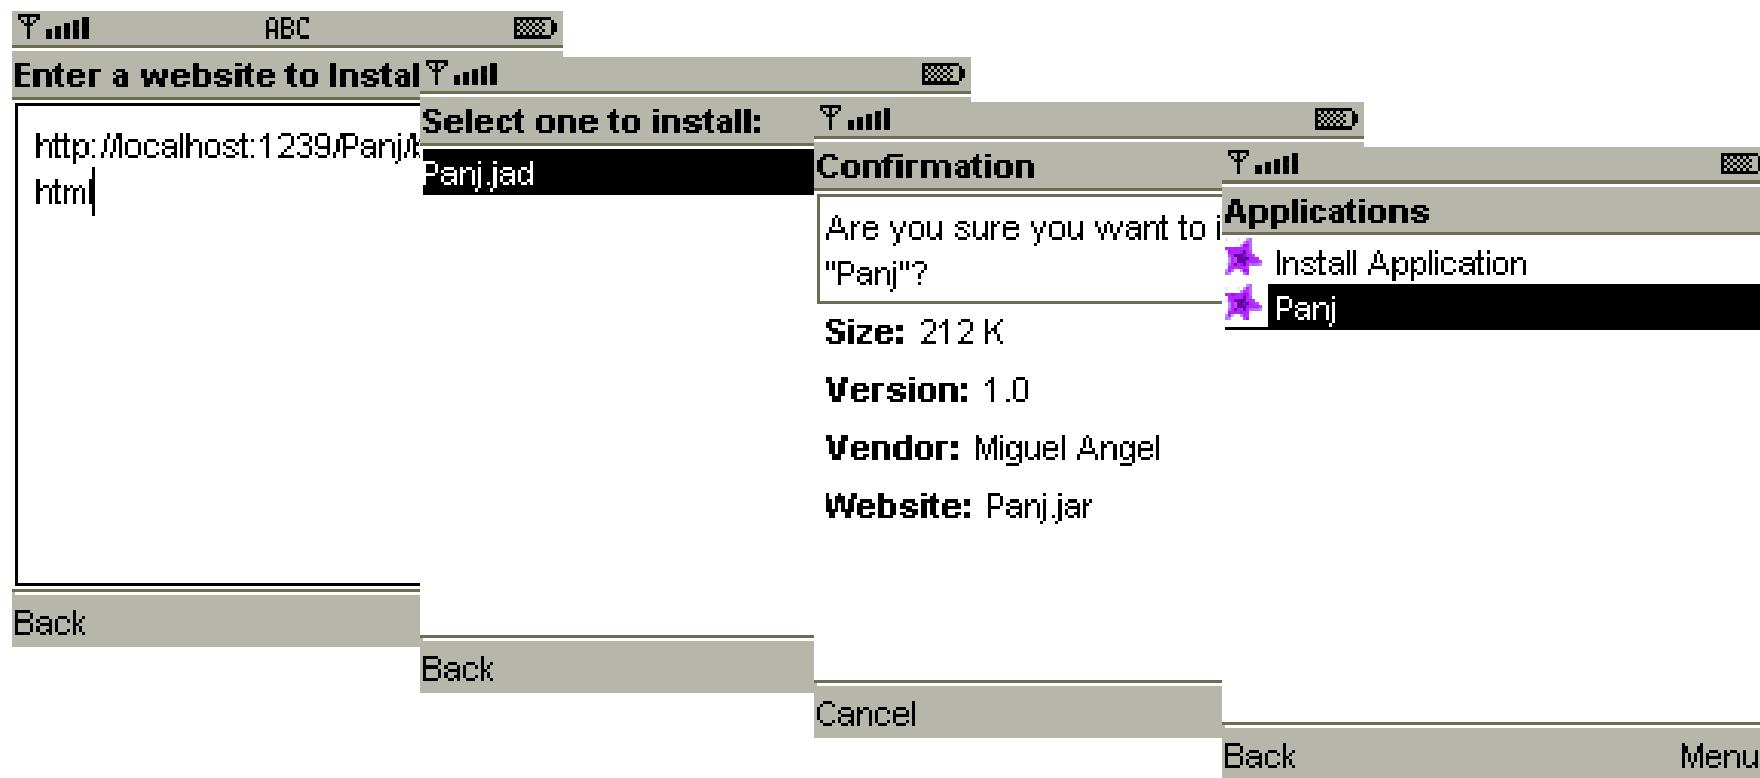 ABC
Enter a website to Instal
http://localhost:1239/Panj/
html
Back
Select one to install:
Panj.jad
Back
Confirmation
Are you sure you want to i
"Panj"?
Size: 212 K
Version: 1.0
Vendor: Miguel Angel
Website: Panj.jar
Cancel
Applications
Install Application
Panj
Back Menu